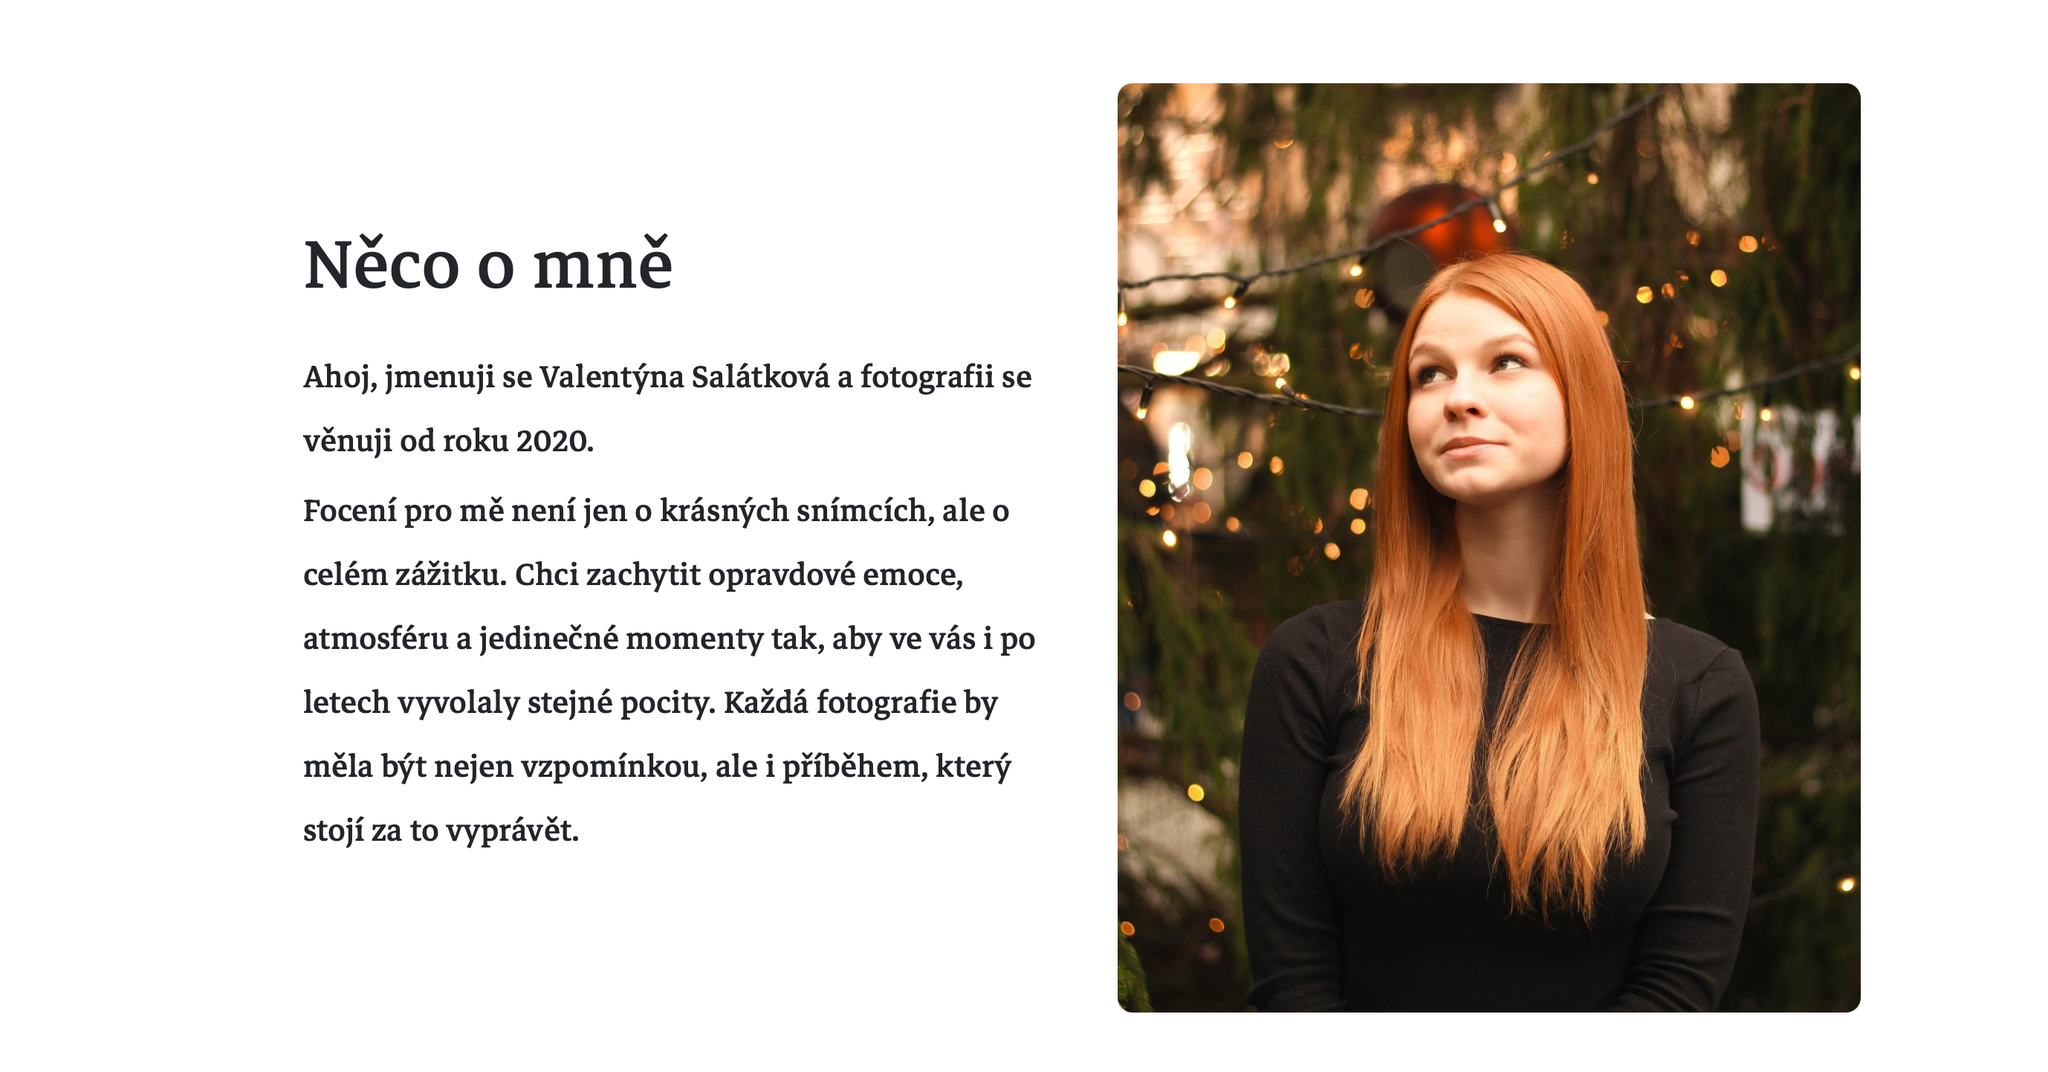 Něco o mně
Ahoj, jmenuji se Valentýna Salátková a fotografii se
věnuji od roku 2020.
Focení pro mě není jen o krásných snímcích, ale o
celém zážitku. Chci zachytit opravdové emoce,
atmosféru a jedinečné momenty tak, aby ve vás i po
letech vyvolaly stejné pocity. Každá fotografie by
měla být nejen vzpomínkou, ale i příběhem, který
stojí za to vyprávět.